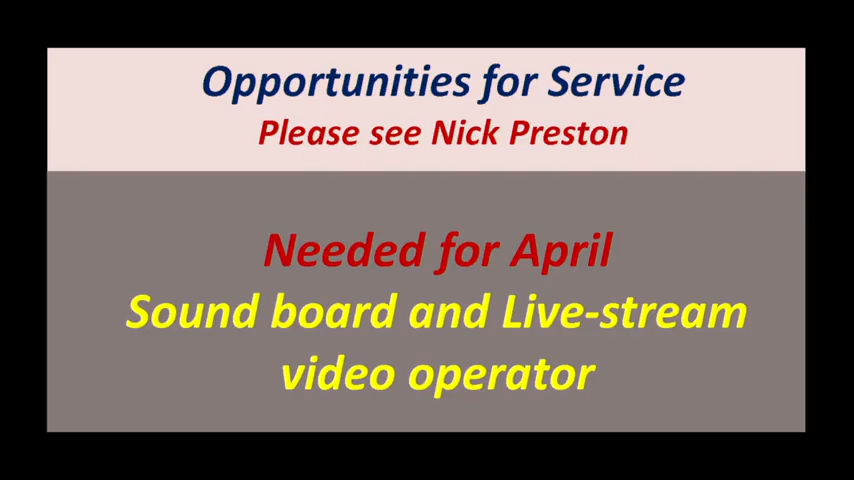 Opportunities for Service
Please see Nick Preston
Needed for April
Sound board and Live-stream
video operator